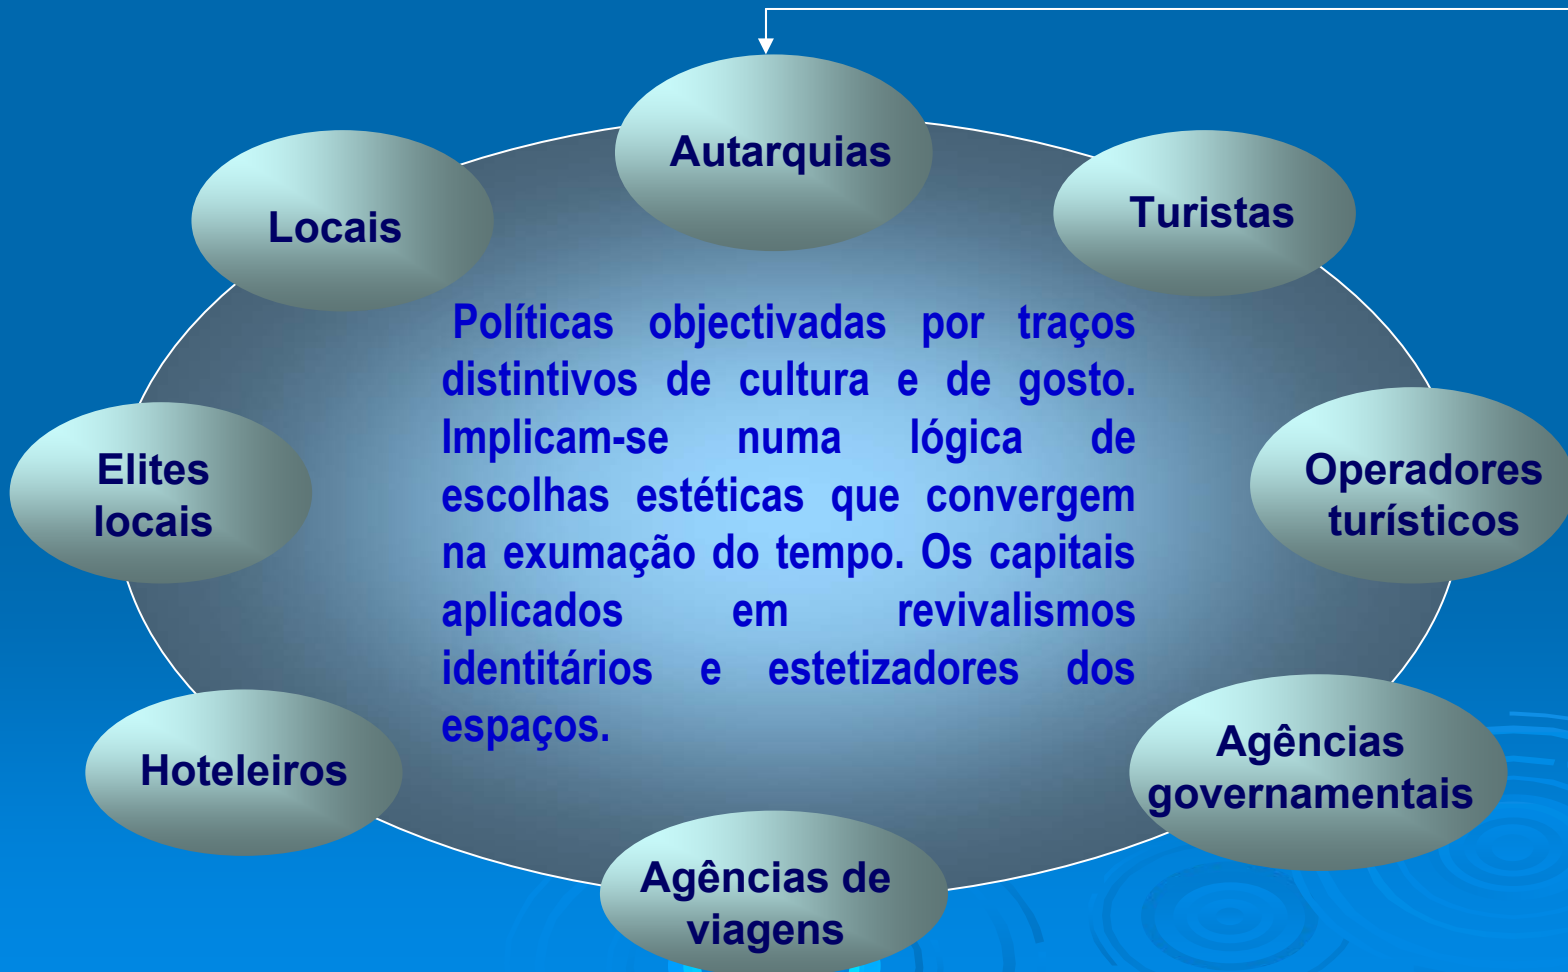 Autarquias
Locais
Turistas
Políticas objectivadas por traços
distintivos de cultura e de gosto.
Implicam-se numa lógica de
escolhas estéticas que convergem
na exumação do tempo. Os capitais
aplicados em revivalismos
identitários e estetizadores dos
espaços.
Elites
locais
Operadores
turísticos
Hoteleiros
Agências
governamentais
Agências de
viagens